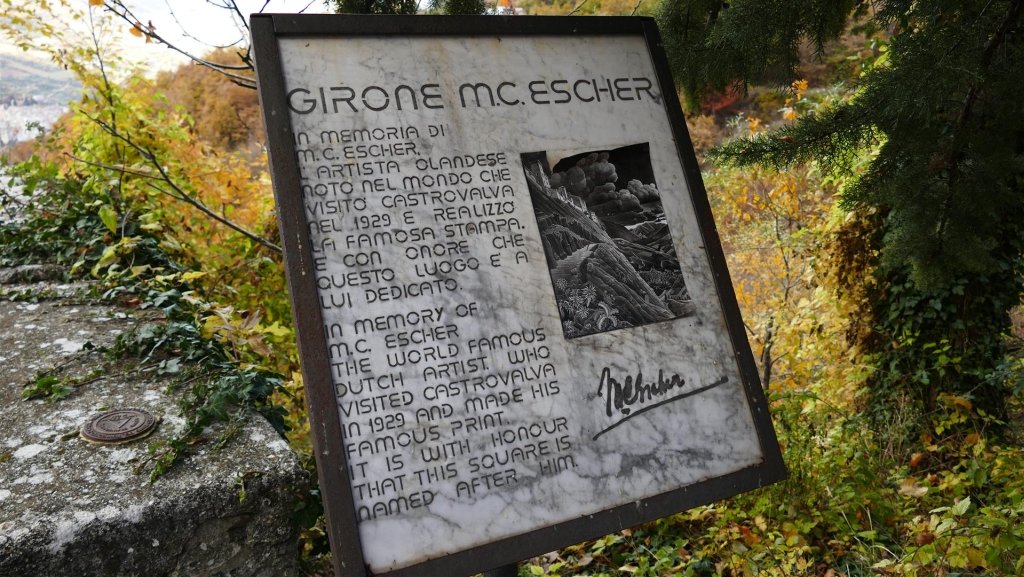 GIRONE M.C. ESCHER
IN MEMORIA DI
M.C. ESCHER.
L'ARTISTA OLANDESE
NOTO NEL MONDO CHE
VISITÒ CASTROVALVA
NEL 1929 E REALIZZÒ
LA FAMOSA STAMPA.
È CON ONORE CHE
QUESTO LUOGO È A
LUI DEDICATO.
IN MEMORY OF
M.C. ESCHER
THE WORLD FAMOUS
DUTCH ARTIST, WHO
VISITED CASTROVALVA
IN 1929 AND MADE HIS
FAMOUS PRINT.
IT IS WITH HONOUR
THAT THIS SQUARE IS
NAMED AFTER HIM.
MCEscher